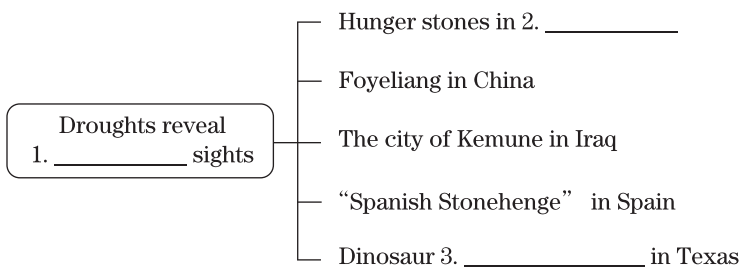 Hunger stones in 2. ____________
Foyeliang in China
Droughts reveal
1. ____________ sights
The city of Kemune in Iraq
“Spanish Stonehenge” in Spain
Dinosaur 3. ________________ in Texas